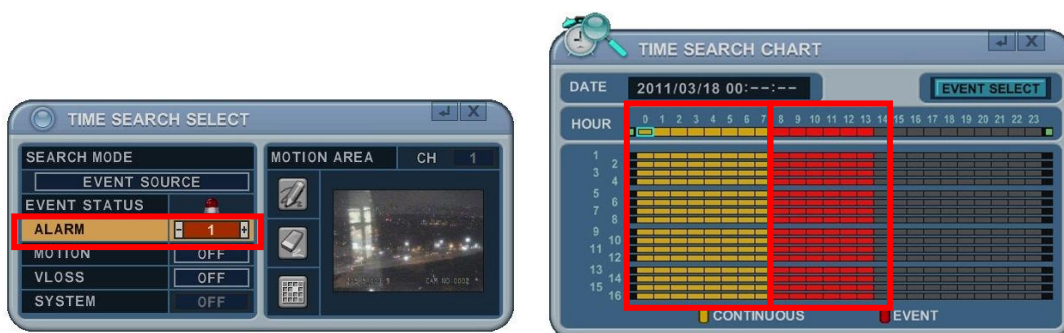 TIME SEARCH SELECT
X
SEARCH MODE
EVENT SOURCE
EVENT STATUS
ALARM - 1 +
MOTION OFF
VLOSS OFF
SYSTEM OFF
MOTION AREA CH 1
TIME SEARCH CHART
X
DATE 2011/03/18 00:--:-- EVENT SELECT
HOUR 0 1 2 3 4 5 6 7 8 9 10 11 12 13 14 15 16 17 18 19 20 21 22 23
1
2
3
4
5
6
7
8
9
10
11
12
13
14
15
16
CONTINUOUS EVENT